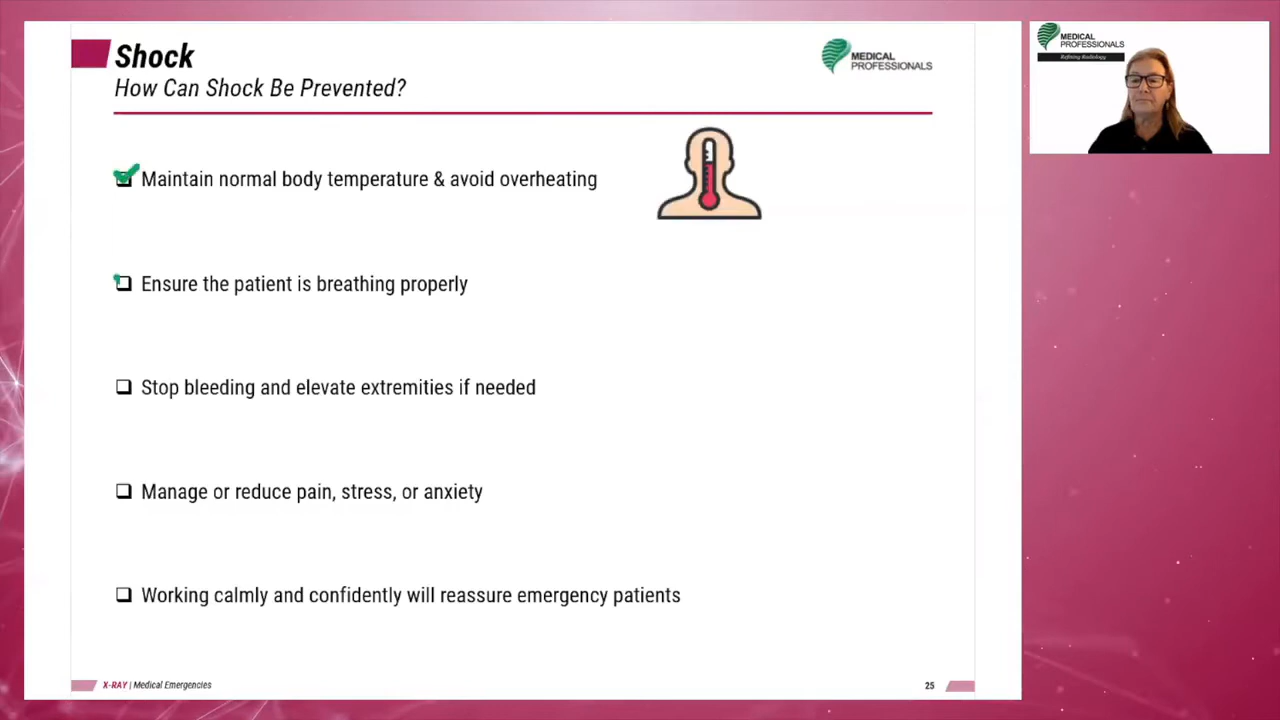 Shock
How Can Shock Be Prevented?
MEDICAL
PROFESSIONALS
Maintain normal body temperature & avoid overheating
Ensure the patient is breathing properly
Stop bleeding and elevate extremities if needed
Manage or reduce pain, stress, or anxiety
Working calmly and confidently will reassure emergency patients
X-RAY | Medical Emergencies
25
MEDICAL
PROFESSIONALS
Refining Radiology